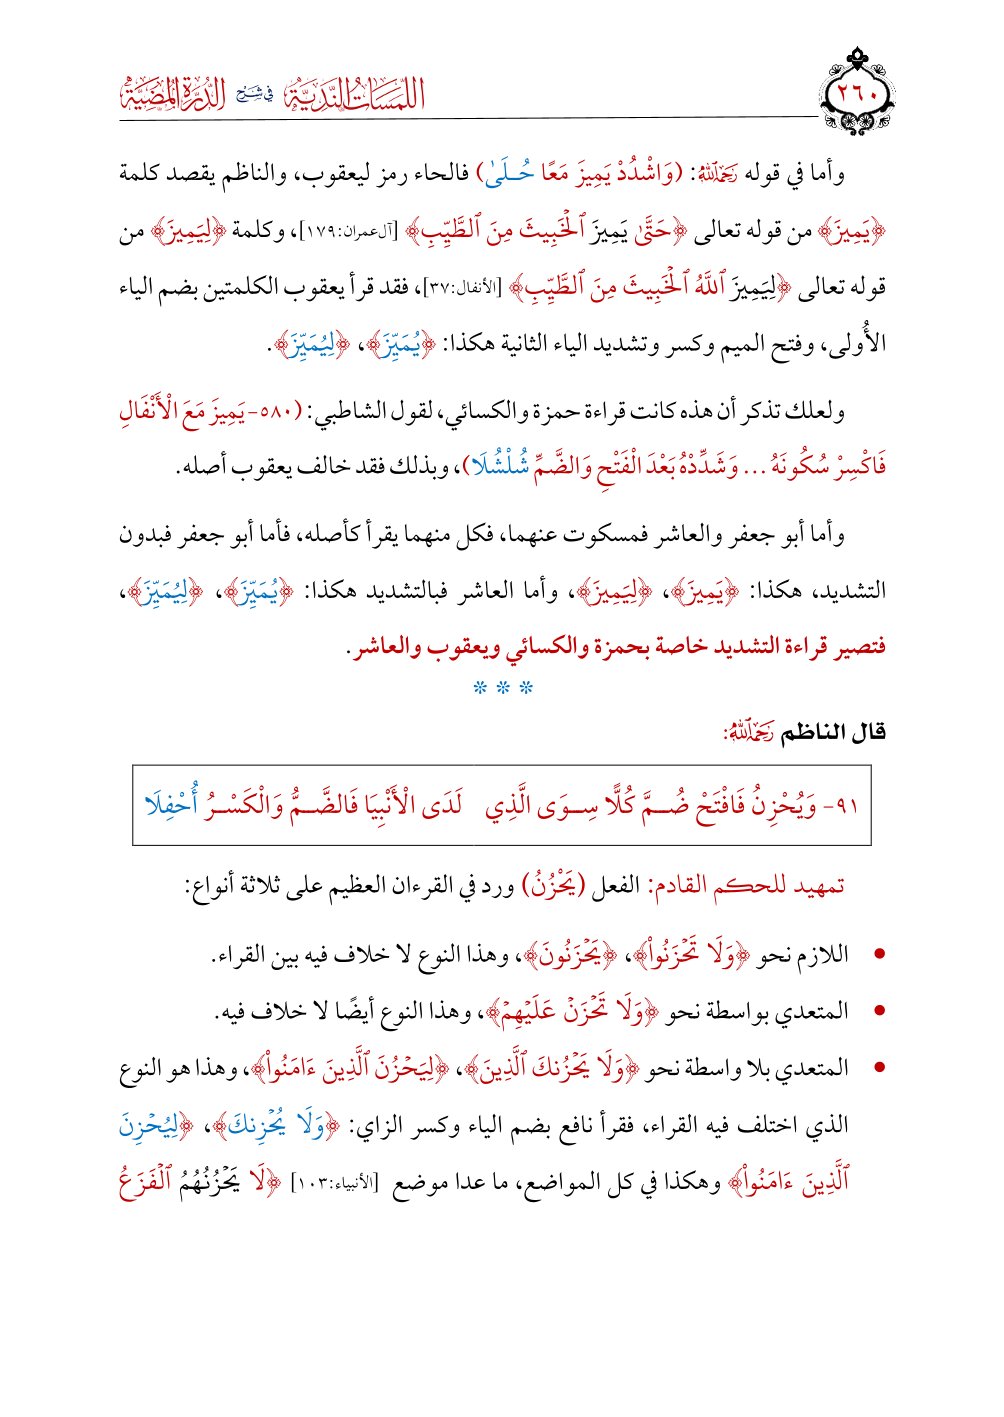 ٢٦٠
اللمسات الندية في شرح الدرة المضية
وأما في قوله رحمه الله: (وَاشْدُدْ يَمِيزَ مَعًا حُـلَىٰ) فالحاء رمز ليعقوب، والناظم يقصد كلمة
﴿يَمِيزَ﴾ من قوله تعالى ﴿حَتَّىٰ يَمِيزَ ٱلْخَبِيثَ مِنَ ٱلطَّيِّبِ﴾ [آل عمران:١٧٩]، وكلمة ﴿لِيَمِيزَ﴾ من
قوله تعالى ﴿لِيَمِيزَ ٱللَّهُ ٱلْخَبِيثَ مِنَ ٱلطَّيِّبِ﴾ [الأنفال:٣٧]، فقد قرأ يعقوب الكلمتين بضم الياء
الأُولى، وفتح الميم وكسر وتشديد الياء الثانية هكذا: ﴿يُمَيِّزَ﴾، ﴿لِيُمَيِّزَ﴾.
ولعلك تذكر أن هذه كانت قراءة حمزة والكسائي، لقول الشاطبي: (٥٨٠- يَمِيزَ مَعَ الْأَنْفَالِ
فَاكْسِرْ سُكُونَهُ ... وَشَدِّدْهُ بَعْدَ الْفَتْحِ وَالضَّمِّ شُلْشُلَا)، وبذلك فقد خالف يعقوب أصله.
وأما أبو جعفر والعاشر فمسكوت عنهما، فكل منهما يقرأ كأصله، فأما أبو جعفر فبدون
التشديد، هكذا: ﴿يَمِيزَ﴾، ﴿لِيَمِيزَ﴾، وأما العاشر فبالتشديد هكذا: ﴿يُمَيِّزَ﴾، ﴿لِيُمَيِّزَ﴾،
فتصير قراءة التشديد خاصة بحمزة والكسائي ويعقوب والعاشر.
* * *
قال الناظم رحمه الله:
٩١- وَيُحْزِنُ فَافْتَحْ ضُـمَّ كُلًّا سِـوَى الَّذِي لَدَى الْأَنْبِيَا فَالضَّـمُّ وَالْكَسْـرُ أُحْفِلَا
تمهيد للحكم القادم: الفعل (يَحْزُنُ) ورد في القرءان العظيم على ثلاثة أنواع:
• اللازم نحو ﴿وَلَا تَحْزَنُواْ﴾، ﴿يَحْزَنُونَ﴾، وهذا النوع لا خلاف فيه بين القراء.
• المتعدي بواسطة نحو ﴿وَلَا تَحْزَنْ عَلَيْهِمْ﴾، وهذا النوع أيضًا لا خلاف فيه.
• المتعدي بلا واسطة نحو ﴿وَلَا يَحْزُنكَ ٱلَّذِينَ﴾، ﴿لِيَحْزُنَ ٱلَّذِينَ ءَامَنُواْ﴾، وهذا هو النوع
الذي اختلف فيه القراء، فقرأ نافع بضم الياء وكسر الزاي: ﴿وَلَا يُحْزِنكَ﴾، ﴿لِيُحْزِنَ
ٱلَّذِينَ ءَامَنُواْ﴾ وهكذا في كل المواضع، ما عدا موضع [الأنبياء:١٠٣] ﴿لَا يَحْزُنُهُمُ ٱلْفَزَعُ